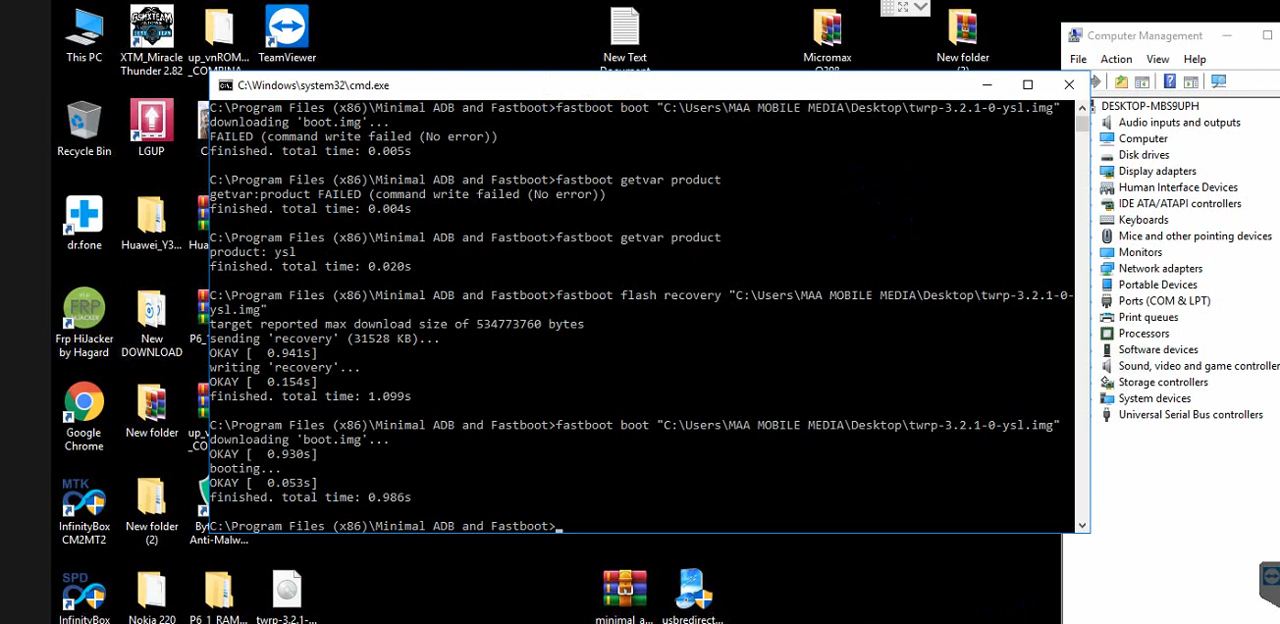 This PC
XTM_Miracle
Thunder 2.82
up_vnROM...
TeamViewer
New Text
Micromax
New folder
(2)
Computer Management
File Action View Help
C:\Windows\system32\cmd.exe
C:\Program Files (x86)\Minimal ADB and Fastboot>fastboot boot "C:\Users\MAA MOBILE MEDIA\Desktop\twrp-3.2.1-0-ysl.img"
downloading 'boot.img'...
FAILED (command write failed (No error))
finished. total time: 0.005s
C:\Program Files (x86)\Minimal ADB and Fastboot>fastboot getvar product
getvar:product FAILED (command write failed (No error))
finished. total time: 0.004s
C:\Program Files (x86)\Minimal ADB and Fastboot>fastboot getvar product
product: ysl
finished. total time: 0.020s
C:\Program Files (x86)\Minimal ADB and Fastboot>fastboot flash recovery "C:\Users\MAA MOBILE MEDIA\Desktop\twrp-3.2.1-0-
ysl.img"
target reported max download size of 534773760 bytes
sending 'recovery' (31528 KB)...
OKAY [  0.941s]
writing 'recovery'...
OKAY [  0.154s]
finished. total time: 1.099s
C:\Program Files (x86)\Minimal ADB and Fastboot>fastboot boot "C:\Users\MAA MOBILE MEDIA\Desktop\twrp-3.2.1-0-ysl.img"
downloading 'boot.img'...
OKAY [  0.930s]
booting...
OKAY [  0.053s]
finished. total time: 0.986s
C:\Program Files (x86)\Minimal ADB and Fastboot>_
DESKTOP-MBS9UPH
Audio inputs and outputs
Computer
Disk drives
Display adapters
Human Interface Devices
IDE ATA/ATAPI controllers
Keyboards
Mice and other pointing devices
Monitors
Network adapters
Portable Devices
Ports (COM & LPT)
Print queues
Processors
Software devices
Sound, video and game controller
Storage controllers
System devices
Universal Serial Bus controllers
Recycle Bin
LGUP
dr.fone
Huawei_Y3...
Frp HiJacker
by Hagard
New
DOWNLOAD
Google
Chrome
New folder
MTK
InfinityBox
CM2MT2
New folder
(2)
Anti-Malw...
SPD
InfinityBox
Nokia 220
P6_1_RAM...
twrp-3.2.1-...
minimal_a...
usbredirect...